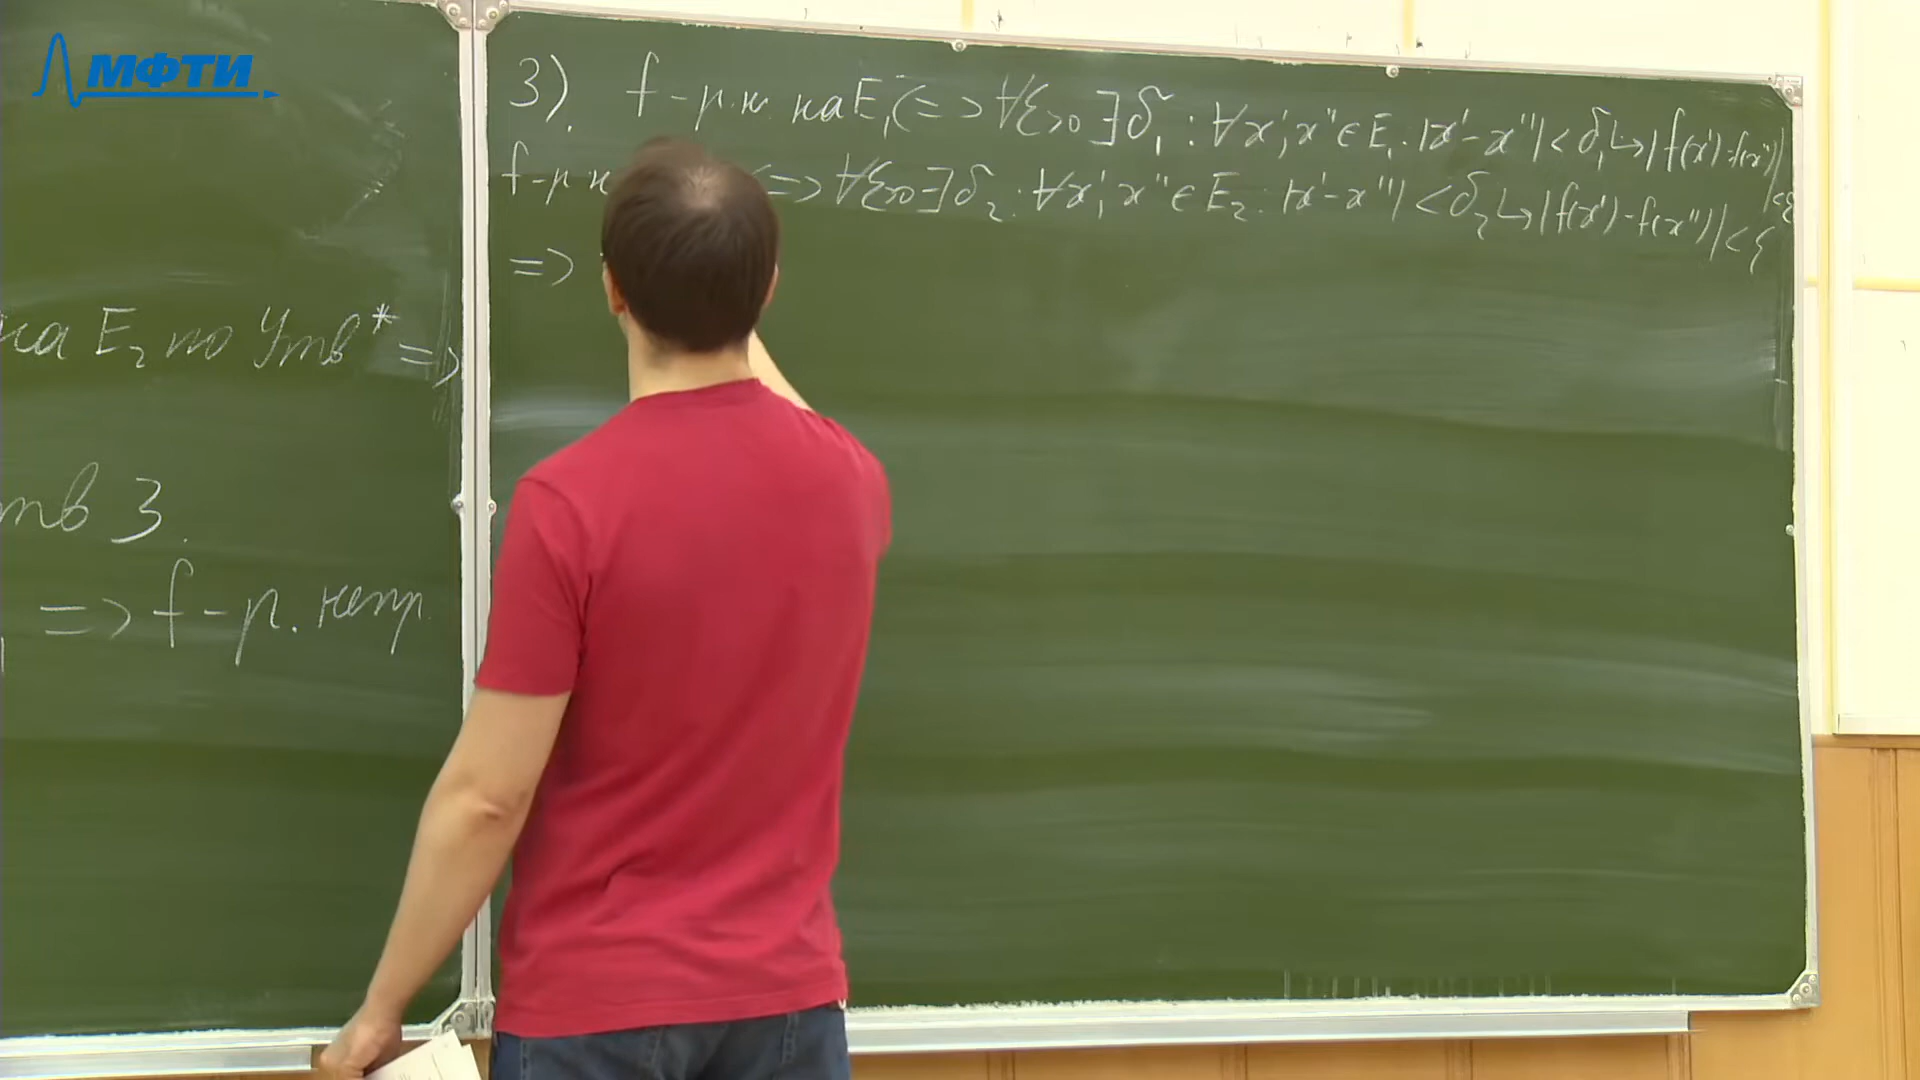 МФТИ
на E₂ по Утв* =>
тв 3.
=> f - р. непр.
3). f - р.н. на E₁ <=> ∀ε>0 ∃δ₁ : ∀x', x'' ∈ E₁ : |x' - x''| < δ₁ ↪ |f(x') - f(x'')| < ε
f - р.н <=> ∀ε>0 ∃δ₂ : ∀x', x'' ∈ E₂ : |x' - x''| < δ₂ ↪ |f(x') - f(x'')| < ε
=>